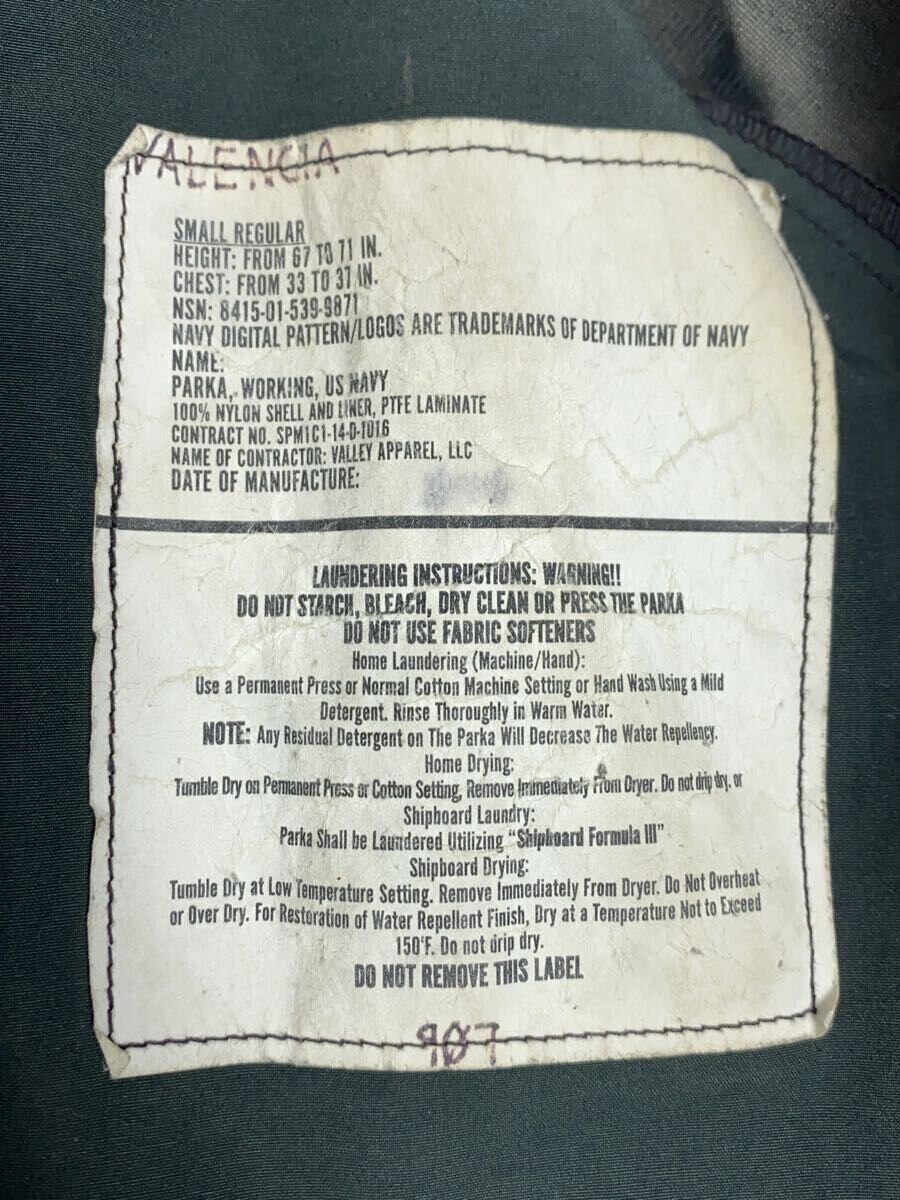 VALENCIA
SMALL REGULAR
HEIGHT: FROM 67 TO 71 IN.
CHEST: FROM 33 TO 37 IN.
NSN: 8415-01-539-9871
NAVY DIGITAL PATTERN/LOGOS ARE TRADEMARKS OF DEPARTMENT OF NAVY
NAME:
PARKA, WORKING, US NAVY
100% NYLON SHELL AND LINER, PTFE LAMINATE
CONTRACT NO. SPM1C1-14-D-1016
NAME OF CONTRACTOR: VALLEY APPAREL, LLC
DATE OF MANUFACTURE:
LAUNDERING INSTRUCTIONS: WARNING!!
DO NOT STARCH, BLEACH, DRY CLEAN OR PRESS THE PARKA
DO NOT USE FABRIC SOFTENERS
Home Laundering (Machine/Hand):
Use a Permanent Press or Normal Cotton Machine Setting or Hand Wash Using a Mild
Detergent. Rinse Thoroughly in Warm Water.
NOTE: Any Residual Detergent on The Parka Will Decrease The Water Repellency.
Home Drying:
Tumble Dry on Permanent Press or Cotton Setting, Remove Immediately From Dryer. Do not drip dry. or
Shipboard Laundry:
Parka Shall be Laundered Utilizing "Shipboard Formula III"
Shipboard Drying:
Tumble Dry at Low Temperature Setting. Remove Immediately From Dryer. Do Not Overheat
or Over Dry. For Restoration of Water Repellent Finish, Dry at a Temperature Not to Exceed
150°F. Do not drip dry.
DO NOT REMOVE THIS LABEL